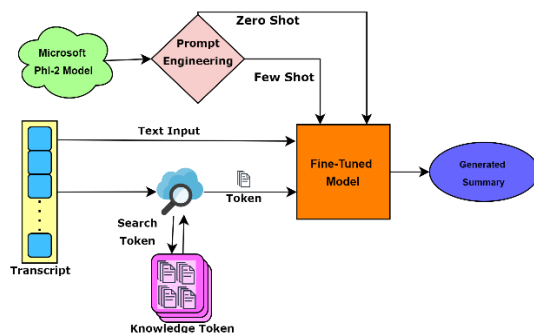 Zero Shot
Microsoft
Phi-2 Model
Prompt
Engineering
Few Shot
Text Input
Fine-Tuned
Model
Generated
Summary
Token
Search
Token
Transcript
Knowledge Token